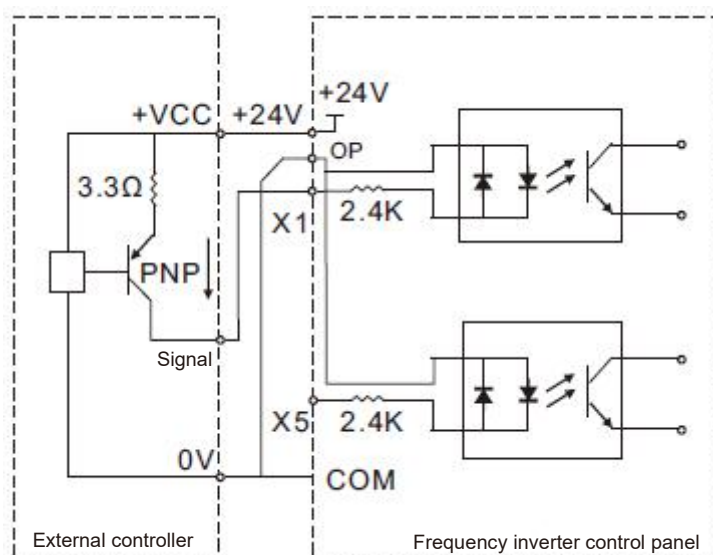 +24V
+VCC
+24V
OP
3.3Ω
X1
2.4K
PNP
Signal
X5
2.4K
0V
COM
External controller
Frequency inverter control panel